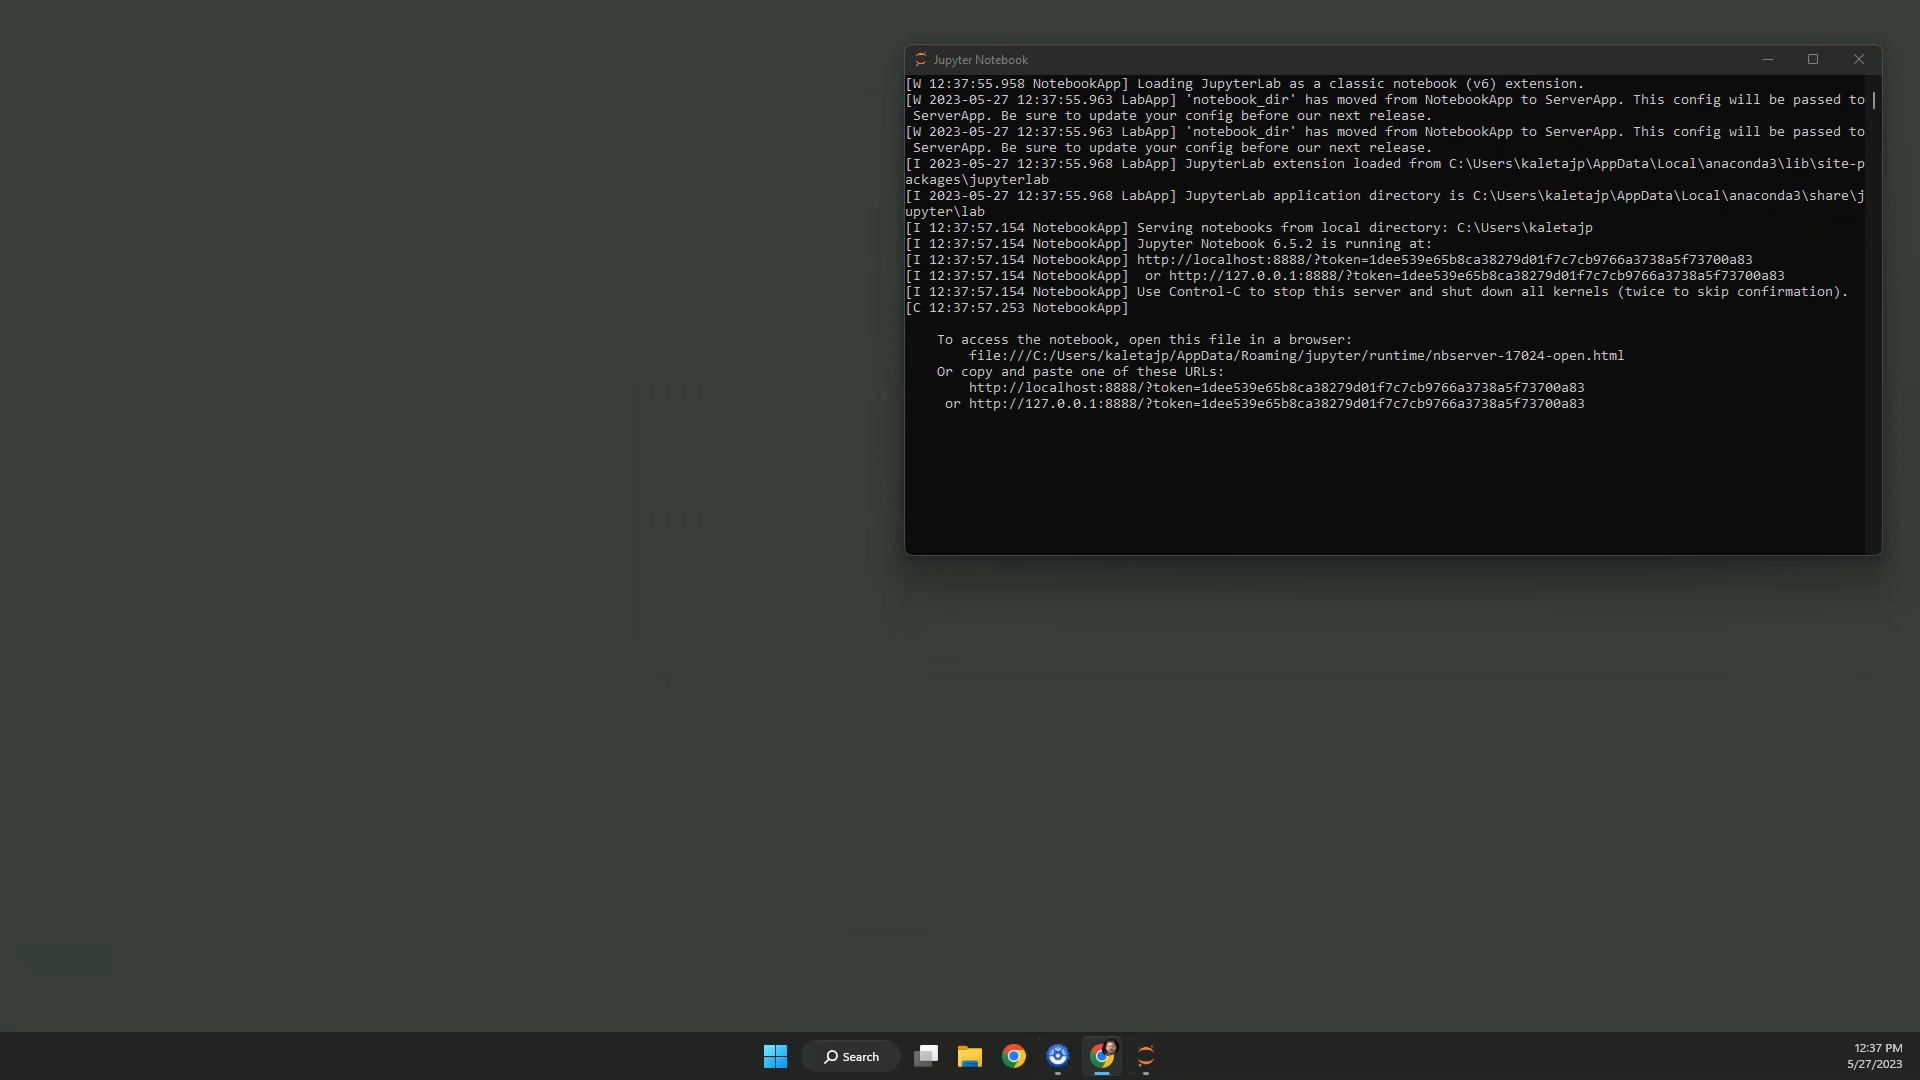 Jupyter Notebook
[W 12:37:55.958 NotebookApp] Loading JupyterLab as a classic notebook (v6) extension.
[W 2023-05-27 12:37:55.963 LabApp] 'notebook_dir' has moved from NotebookApp to ServerApp. This config will be passed to
ServerApp. Be sure to update your config before our next release.
[W 2023-05-27 12:37:55.963 LabApp] 'notebook_dir' has moved from NotebookApp to ServerApp. This config will be passed to
ServerApp. Be sure to update your config before our next release.
[I 2023-05-27 12:37:55.968 LabApp] JupyterLab extension loaded from C:\Users\kaletajp\AppData\Local\anaconda3\lib\site-p
ackages\jupyterlab
[I 2023-05-27 12:37:55.968 LabApp] JupyterLab application directory is C:\Users\kaletajp\AppData\Local\anaconda3\share\j
upyter\lab
[I 12:37:57.154 NotebookApp] Serving notebooks from local directory: C:\Users\kaletajp
[I 12:37:57.154 NotebookApp] Jupyter Notebook 6.5.2 is running at:
[I 12:37:57.154 NotebookApp] http://localhost:8888/?token=1dee539e65b8ca38279d01f7c7cb9766a3738a5f73700a83
[I 12:37:57.154 NotebookApp]  or http://127.0.0.1:8888/?token=1dee539e65b8ca38279d01f7c7cb9766a3738a5f73700a83
[I 12:37:57.154 NotebookApp] Use Control-C to stop this server and shut down all kernels (twice to skip confirmation).
[C 12:37:57.253 NotebookApp]
To access the notebook, open this file in a browser:
file:///C:/Users/kaletajp/AppData/Roaming/jupyter/runtime/nbserver-17024-open.html
Or copy and paste one of these URLs:
http://localhost:8888/?token=1dee539e65b8ca38279d01f7c7cb9766a3738a5f73700a83
or http://127.0.0.1:8888/?token=1dee539e65b8ca38279d01f7c7cb9766a3738a5f73700a83
Search
12:37 PM
5/27/2023